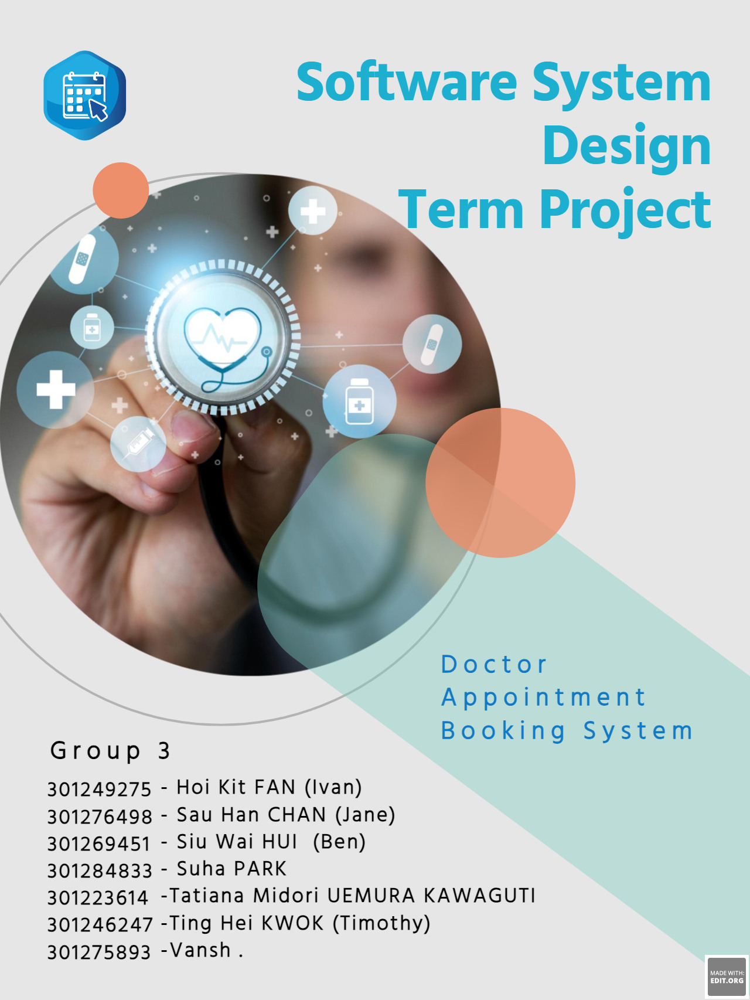 Software System
Design
Term Project
Doctor
Appointment
Booking System
Group 3
301249275 - Hoi Kit FAN (Ivan)
301276498 - Sau Han CHAN (Jane)
301269451 - Siu Wai HUI (Ben)
301284833 - Suha PARK
301223614 -Tatiana Midori UEMURA KAWAGUTI
301246247 -Ting Hei KWOK (Timothy)
301275893 -Vansh .
MADE WITH:
EDIT.ORG